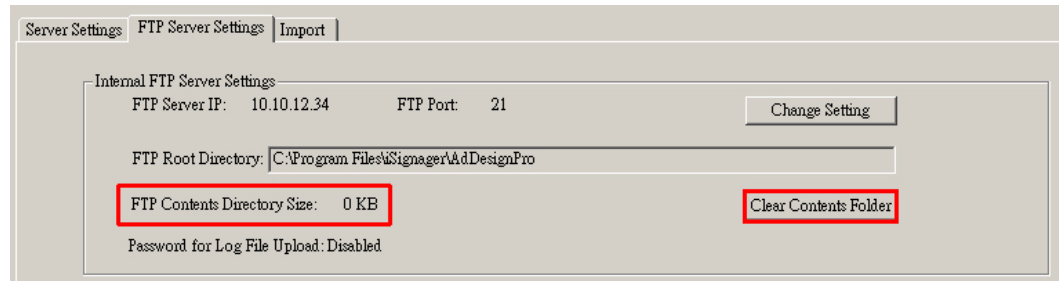 Server Settings FTP Server Settings Import
Internal FTP Server Settings
FTP Server IP: 10.10.12.34 FTP Port: 21 Change Setting
FTP Root Directory: C:\Program Files\iSignager\AdDesignPro
FTP Contents Directory Size: 0 KB Clear Contents Folder
Password for Log File Upload: Disabled